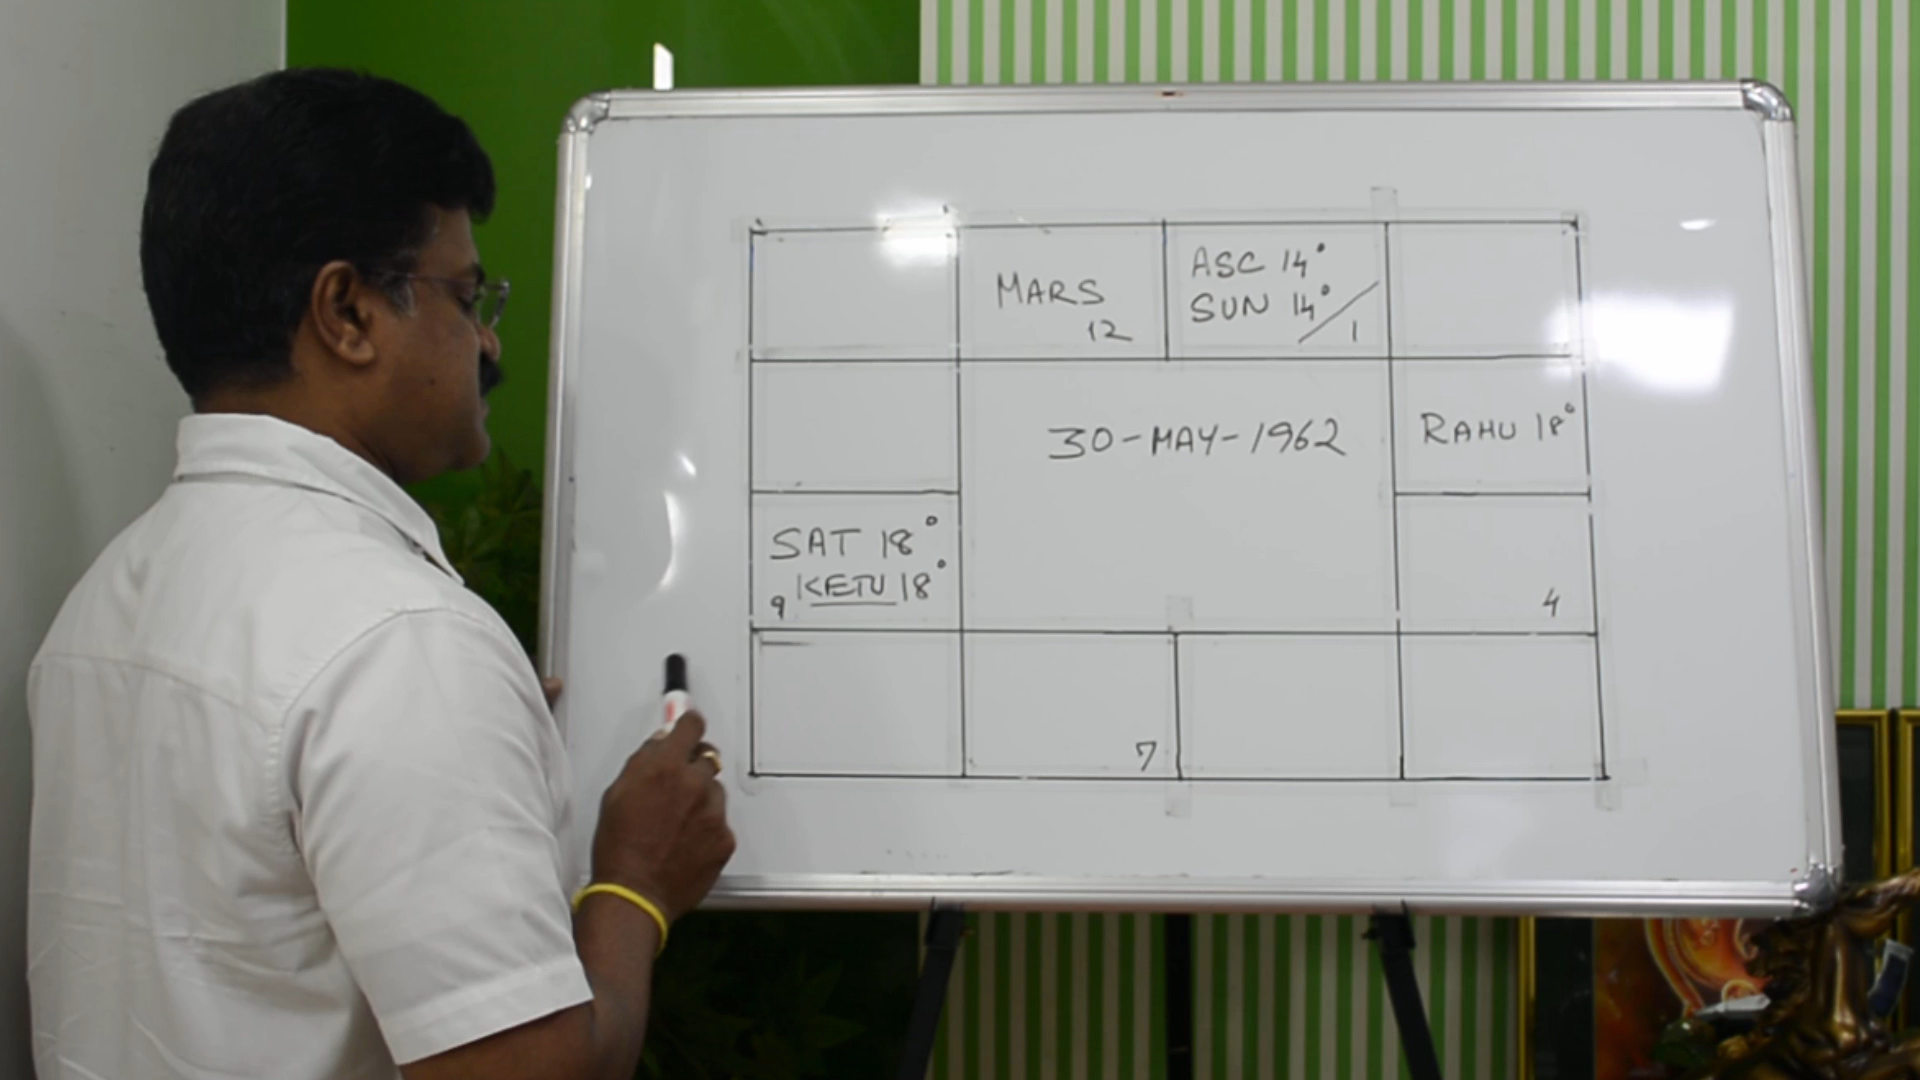 MARS
12
ASC 14°
SUN 14°
1
30-MAY-1962
RAHU 18°
SAT 18°
9 KETU 18°
4
7